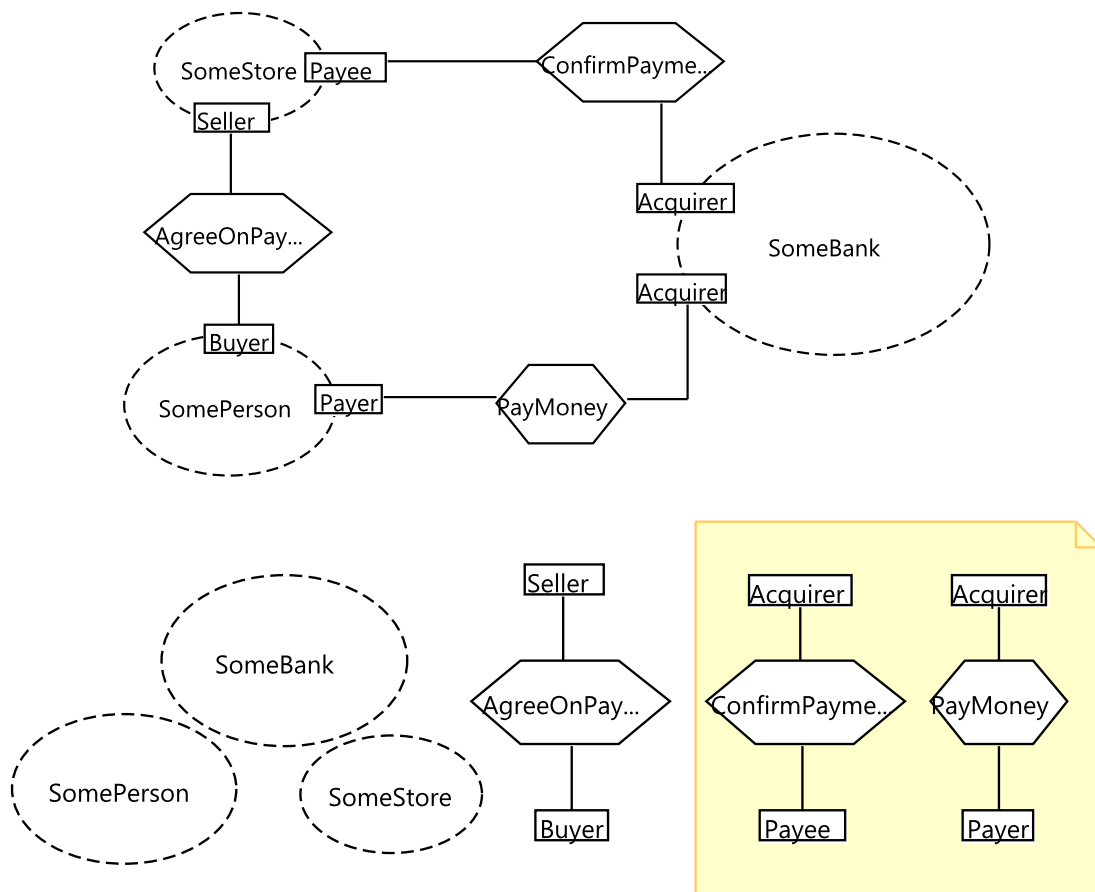 SomeStore
Payee
ConfirmPayme...
Seller
Acquirer
AgreeOnPay...
SomeBank
Acquirer
Buyer
SomePerson
Payer
PayMoney
Seller
Acquirer
Acquirer
SomeBank
AgreeOnPay...
ConfirmPayme...
PayMoney
SomePerson
SomeStore
Buyer
Payee
Payer